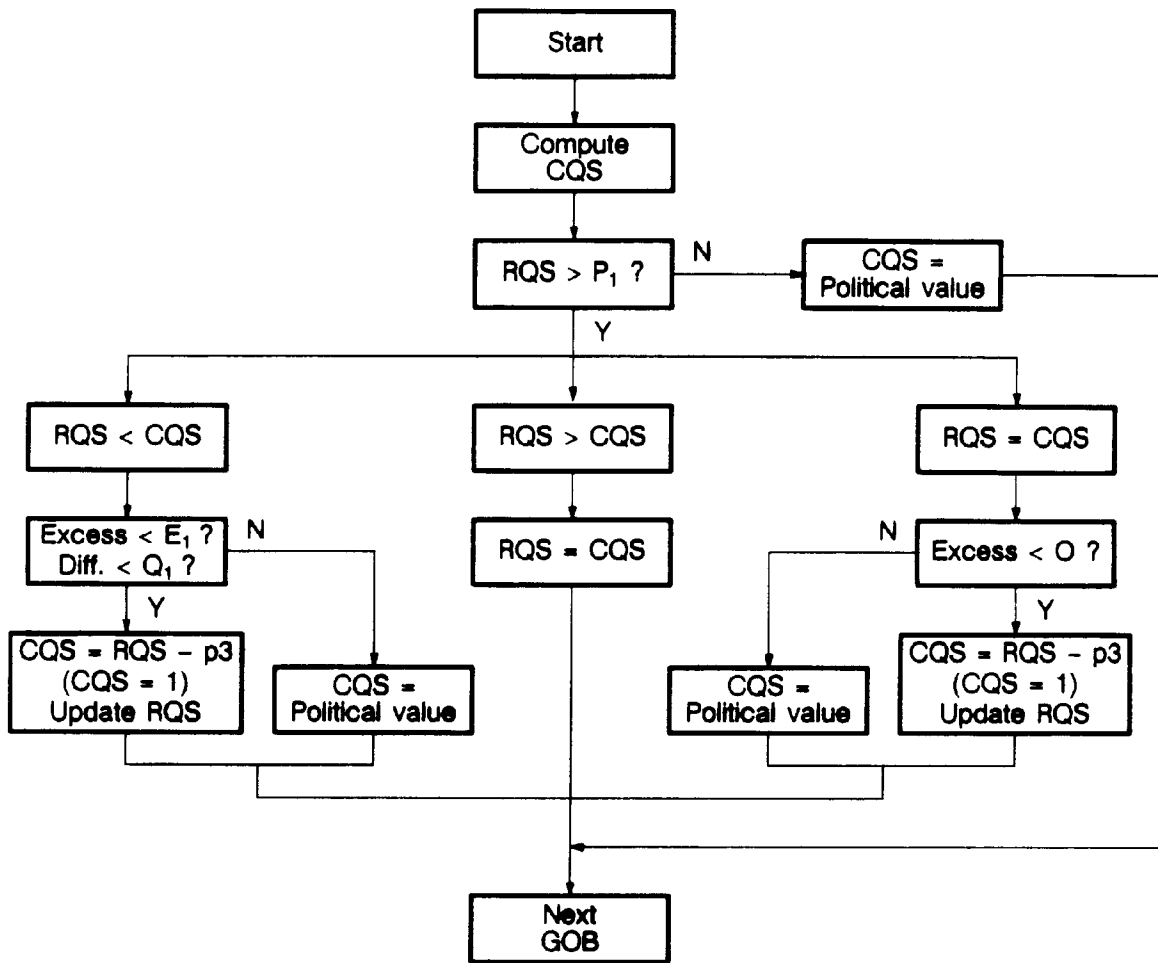 Start
Compute
CQS
RQS > P₁ ?
N
CQS =
Political value
Y
RQS < CQS
RQS > CQS
RQS = CQS
Excess < E₁ ?
Diff. < Q₁ ?
N
RQS = CQS
N
Excess < O ?
Y
Y
CQS = RQS – p3
(CQS = 1)
Update RQS
CQS =
Political value
CQS =
Political value
CQS = RQS – p3
(CQS = 1)
Update RQS
Next
GOB